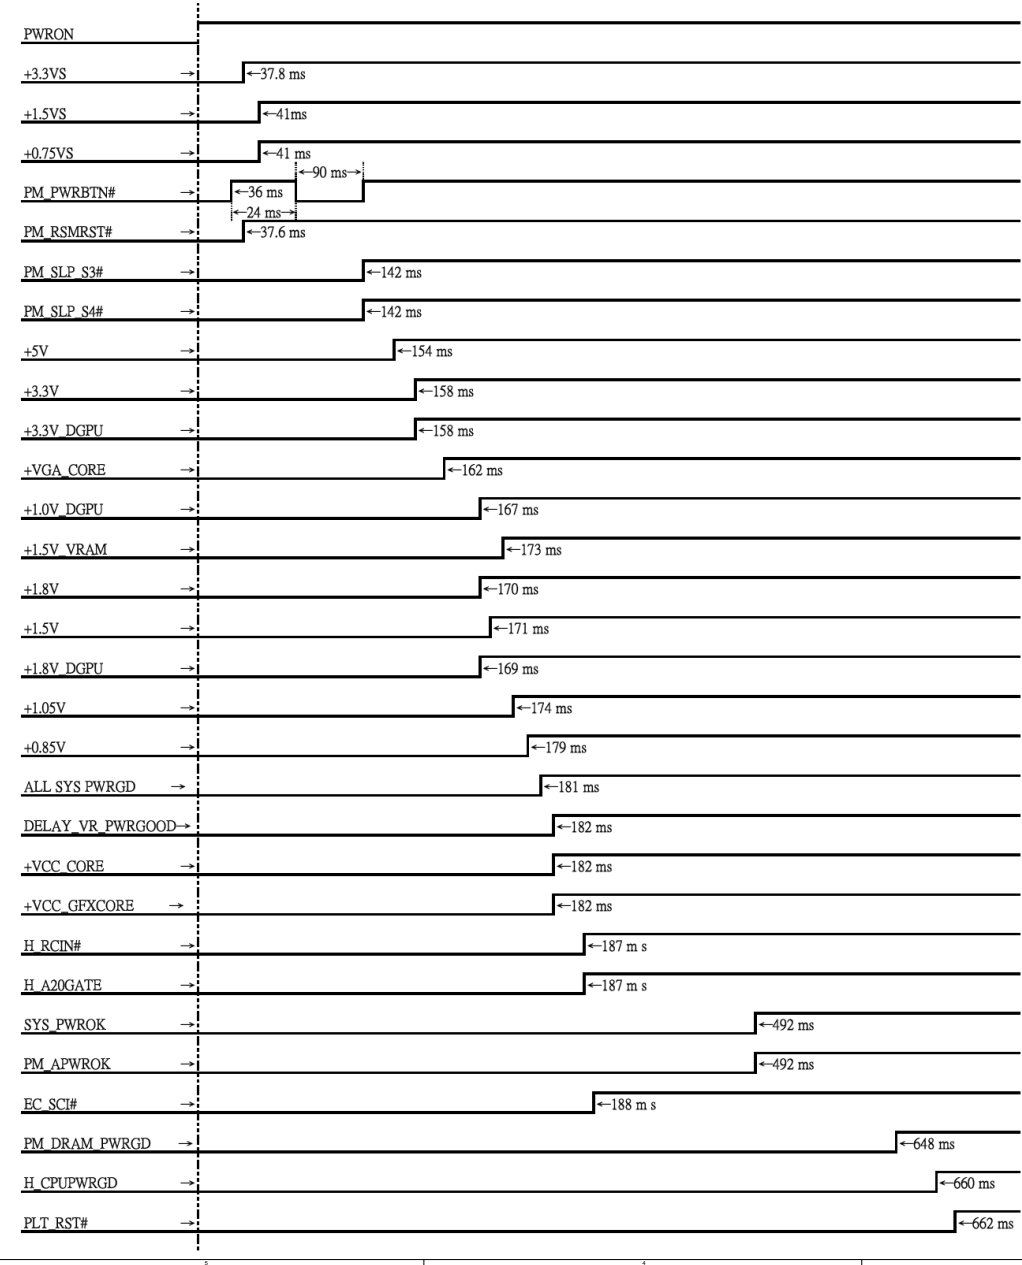 PWRON
+3.3VS → ←37.8 ms
+1.5VS → ←41ms
+0.75VS → ←41 ms
←90 ms→
PM_PWRBTN# → ←36 ms
←24 ms→
PM_RSMRST# → ←37.6 ms
PM_SLP_S3# → ←142 ms
PM_SLP_S4# → ←142 ms
+5V → ←154 ms
+3.3V → ←158 ms
+3.3V_DGPU → ←158 ms
+VGA_CORE → ←162 ms
+1.0V_DGPU → ←167 ms
+1.5V_VRAM → ←173 ms
+1.8V → ←170 ms
+1.5V → ←171 ms
+1.8V_DGPU → ←169 ms
+1.05V → ←174 ms
+0.85V → ←179 ms
ALL SYS PWRGD → ←181 ms
DELAY_VR_PWRGOOD→ ←182 ms
+VCC_CORE → ←182 ms
+VCC_GFXCORE → ←182 ms
H_RCIN# → ←187 m s
H_A20GATE → ←187 m s
SYS_PWROK → ←492 ms
PM_APWROK → ←492 ms
EC_SCI# → ←188 m s
PM_DRAM_PWRGD → ←648 ms
H_CPUPWRGD → ←660 ms
PLT_RST# → ←662 ms
5 4